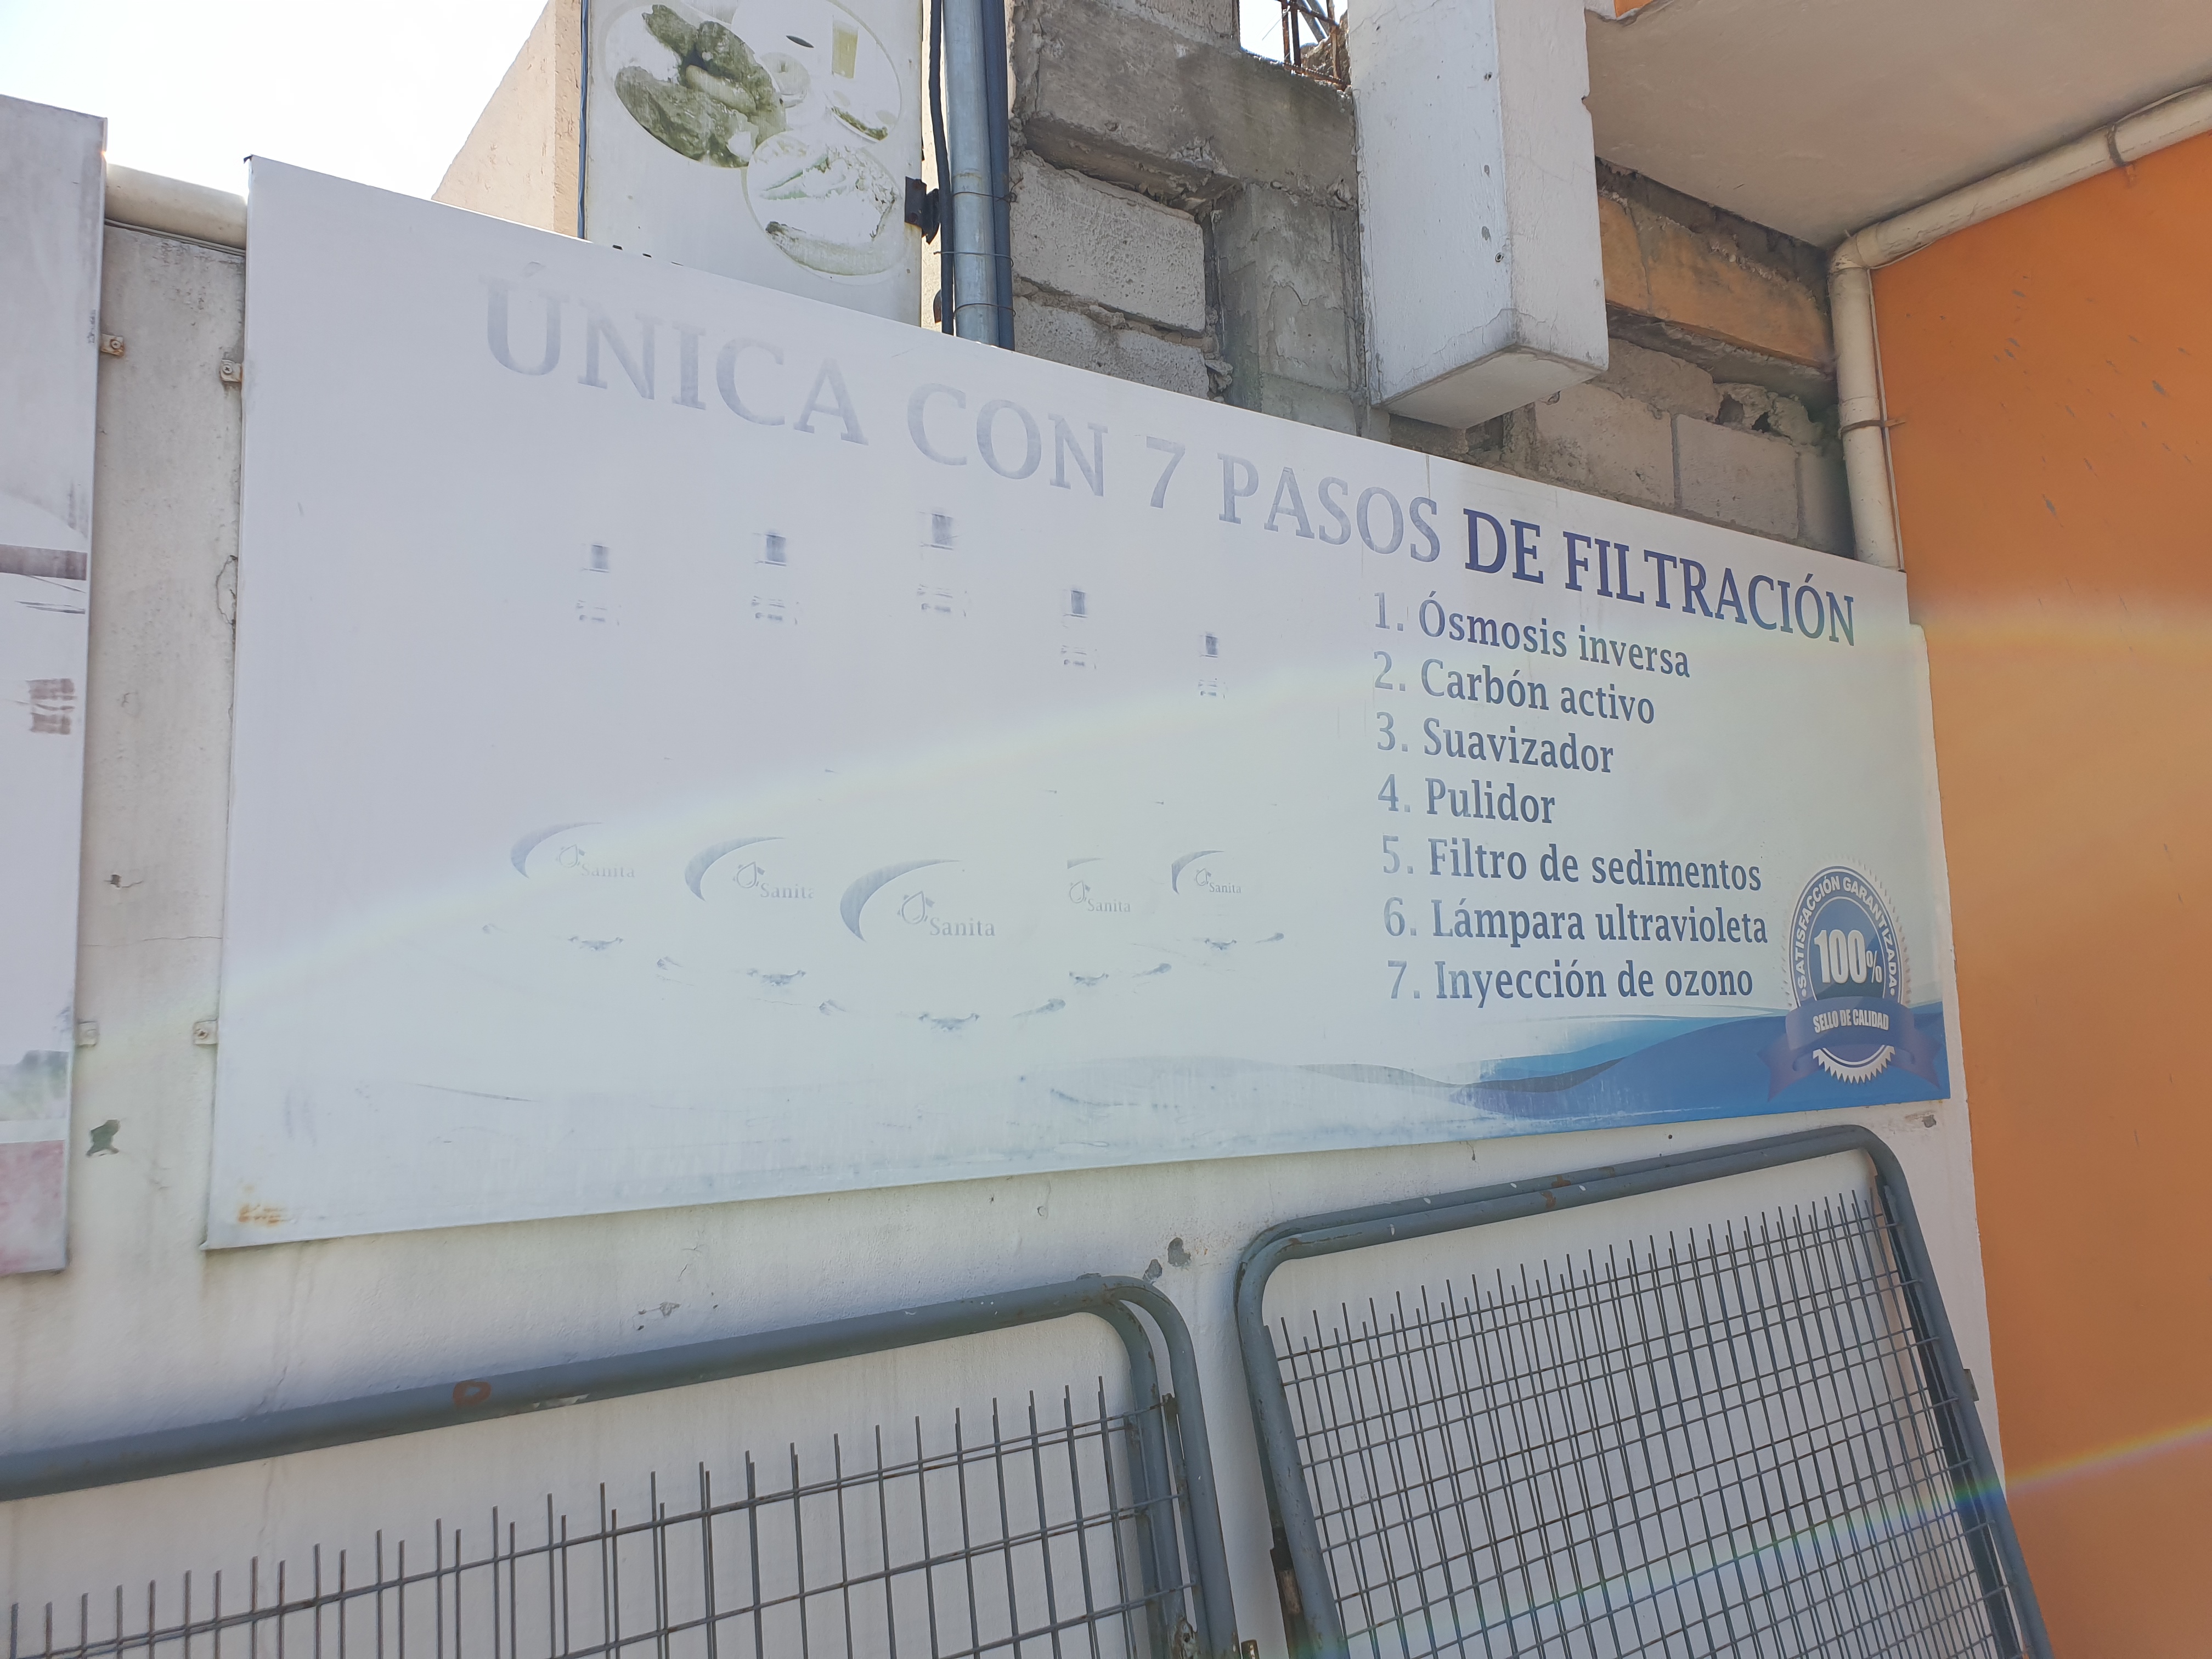 ÚNICA CON 7 PASOS DE FILTRACIÓN
1. Ósmosis inversa
2. Carbón activo
3. Suavizador
4. Pulidor
5. Filtro de sedimentos
6. Lámpara ultravioleta
7. Inyección de ozono
Sanita
Sanita
Sanita
Sanita
Sanita
SATISFACCIÓN GARANTIZADA
100%
SELLO DE CALIDAD